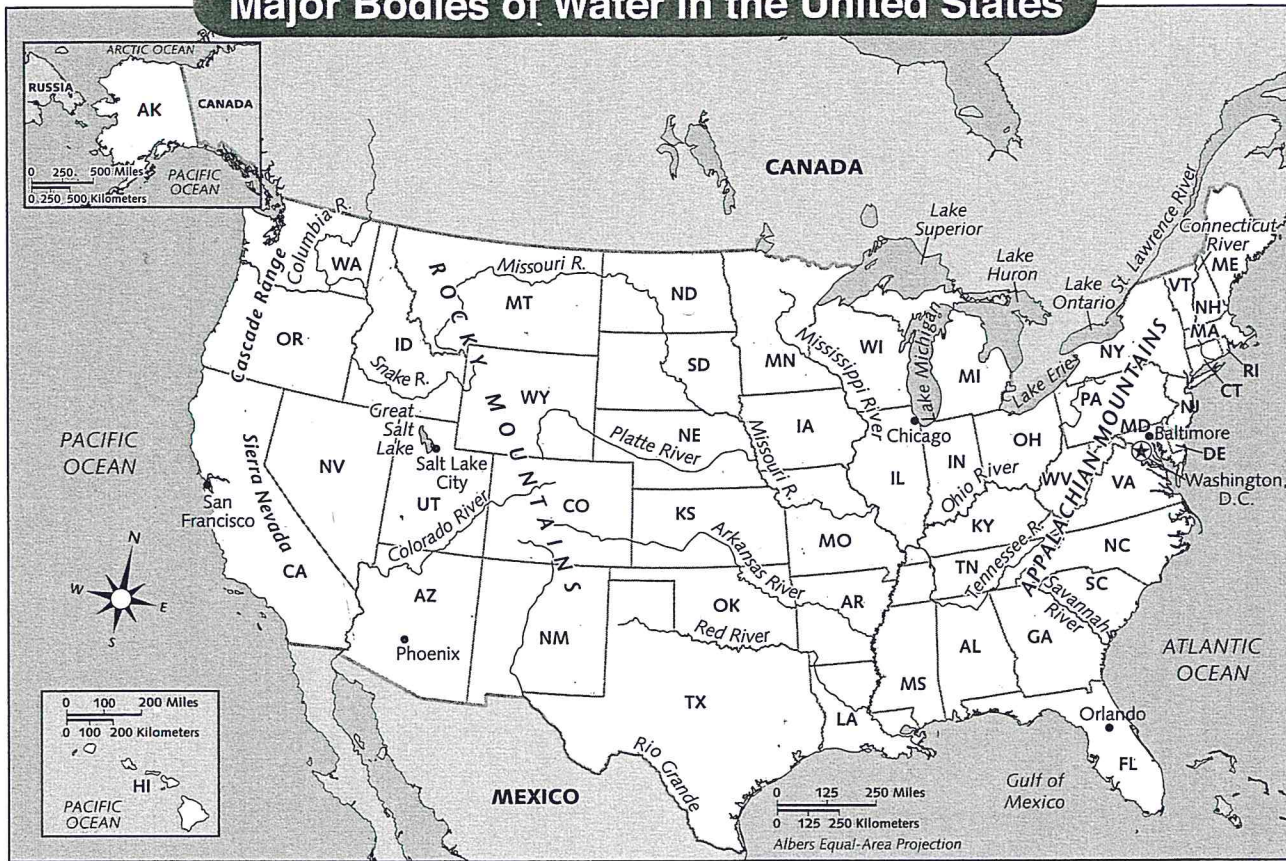 Major Bodies of Water in the United States
ARCTIC OCEAN
RUSSIA
AK
CANADA
0 250 500 Miles
0 250 500 Kilometers
PACIFIC
OCEAN
CANADA
Lake
Superior
Lake
Huron
Lake
Ontario
St. Lawrence River
Connecticut
River
ME
VT
NH
MA
RI
CT
NY
Lake Michigan
Lake Erie
Columbia R.
WA
Cascade Range
ROCKY MOUNTAINS
Missouri R.
MT
ND
OR
ID
Snake R.
SD
MN
Mississippi River
WI
MI
WY
PA
NJ
APPALACHIAN MOUNTAINS
Great
Salt
Lake
Salt Lake
City
NE
Platte River
IA
Missouri R.
Chicago
OH
MD
Baltimore
DE
Washington,
D.C.
PACIFIC
OCEAN
Sierra Nevada
NV
UT
Colorado River
CO
KS
Arkansas River
IL
IN
Ohio River
WV
VA
San
Francisco
KY
MO
NC
N
W
E
S
CA
AZ
TN
Tennessee R.
SC
Savannah
River
OK
AR
Red River
NM
Phoenix
AL
GA
ATLANTIC
OCEAN
MS
TX
LA
Orlando
FL
0 100 200 Miles
0 100 200 Kilometers
HI
PACIFIC
OCEAN
Rio Grande
MEXICO
Gulf of
Mexico
0 125 250 Miles
0 125 250 Kilometers
Albers Equal-Area Projection